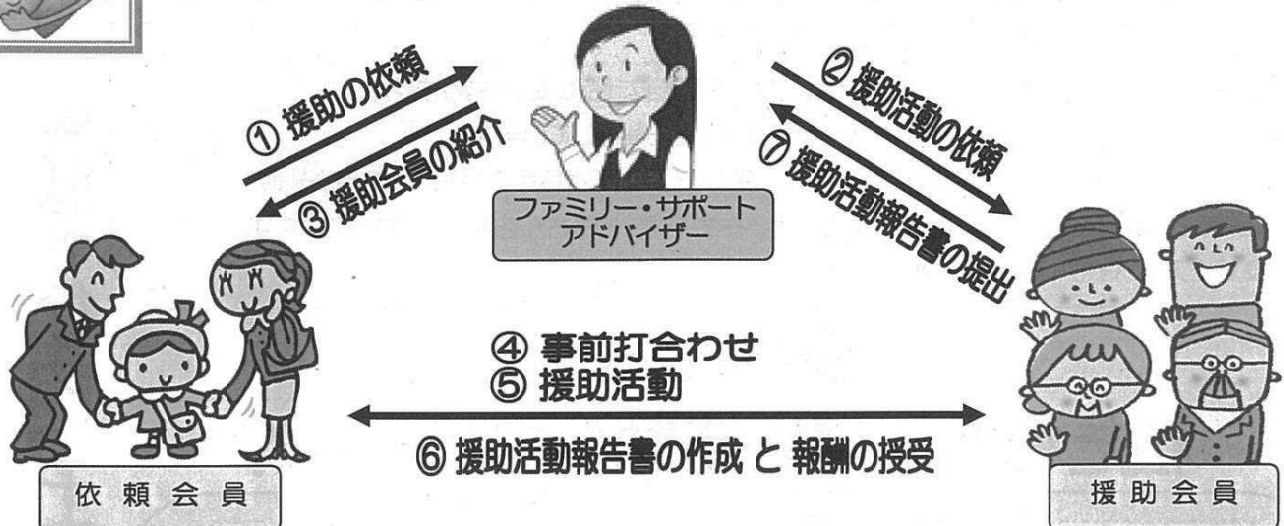 ① 援助の依頼
③ 援助会員の紹介
② 援助活動の依頼
⑦ 援助活動報告書の提出
ファミリー・サポート
アドバイザー
④ 事前打合わせ
⑤ 援助活動
⑥ 援助活動報告書の作成 と 報酬の授受
依頼会員
援助会員